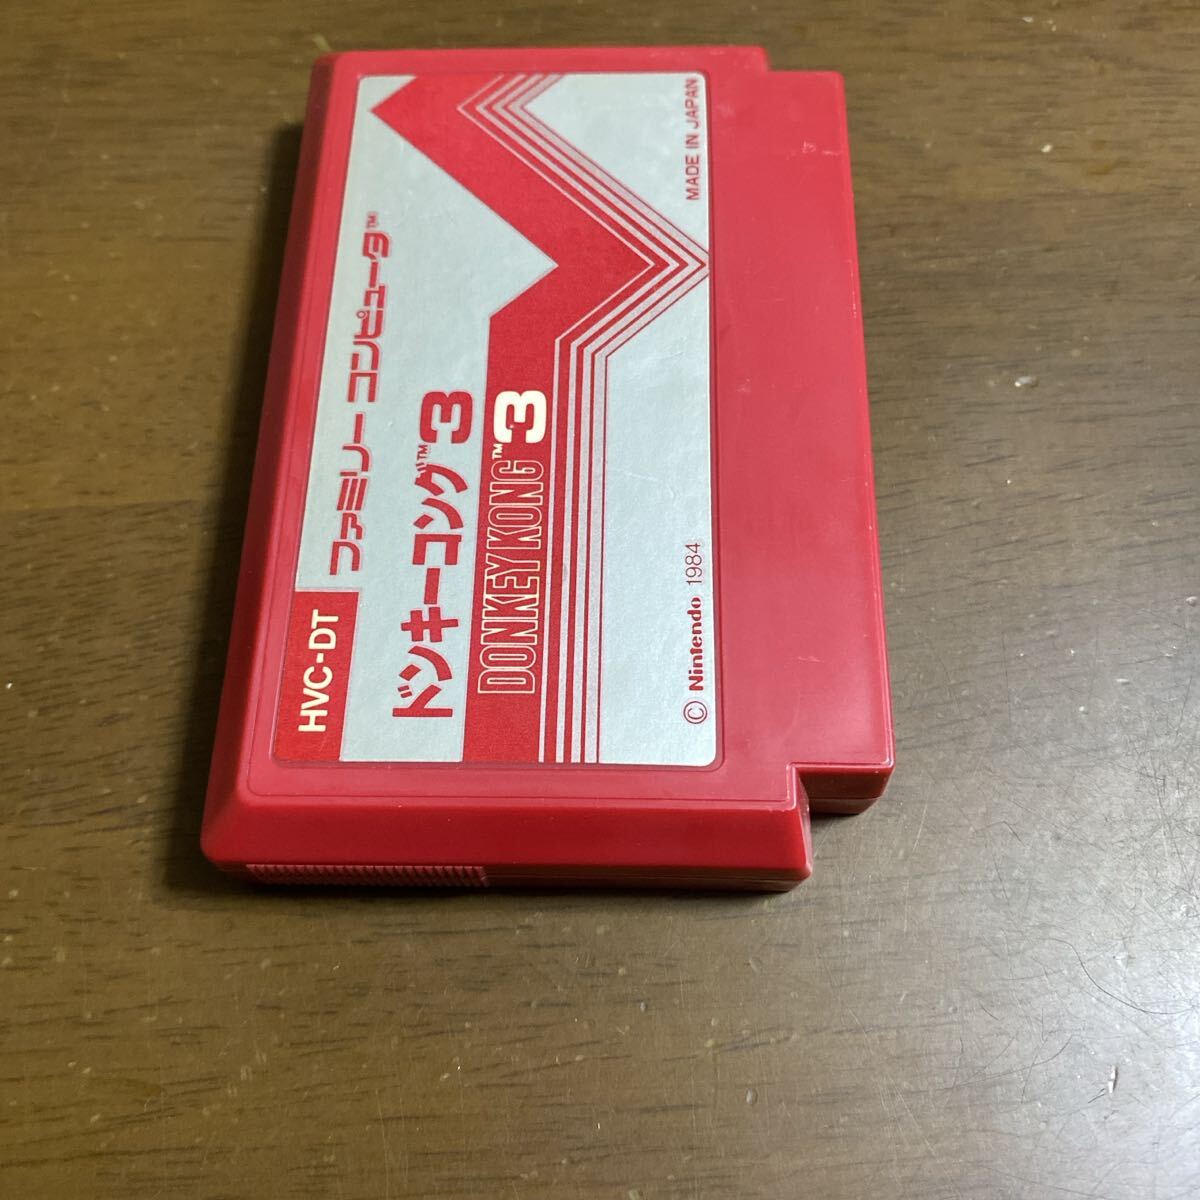 HVC-DT
ファミリー コンピュータ™
ドンキーコング™3
DONKEY KONG™3
© Nintendo 1984
MADE IN JAPAN